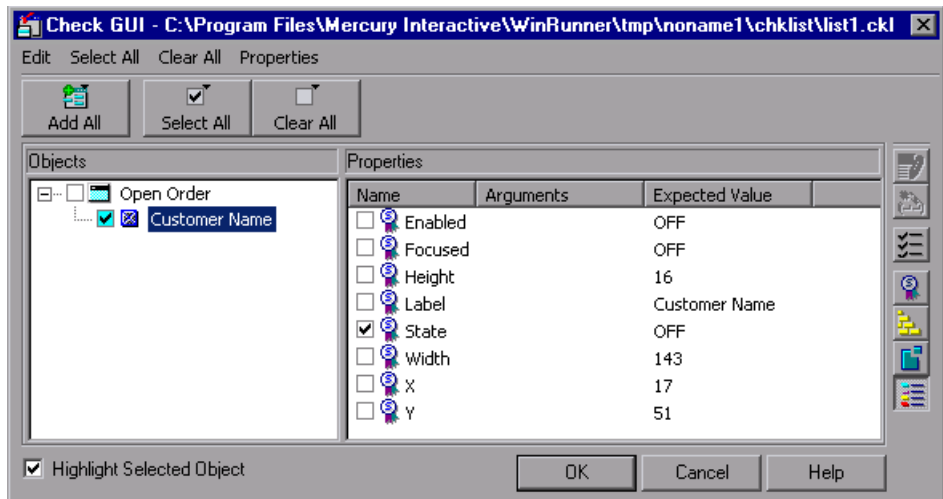 Check GUI - C:\Program Files\Mercury Interactive\WinRunner\tmp\noname1\chklist\list1.ckl
Edit Select All Clear All Properties
Add All Select All Clear All
Objects Properties
Open Order
Customer Name
Name Arguments Expected Value
Enabled OFF
Focused OFF
Height 16
Label Customer Name
State OFF
Width 143
X 17
Y 51
Highlight Selected Object
OK Cancel Help